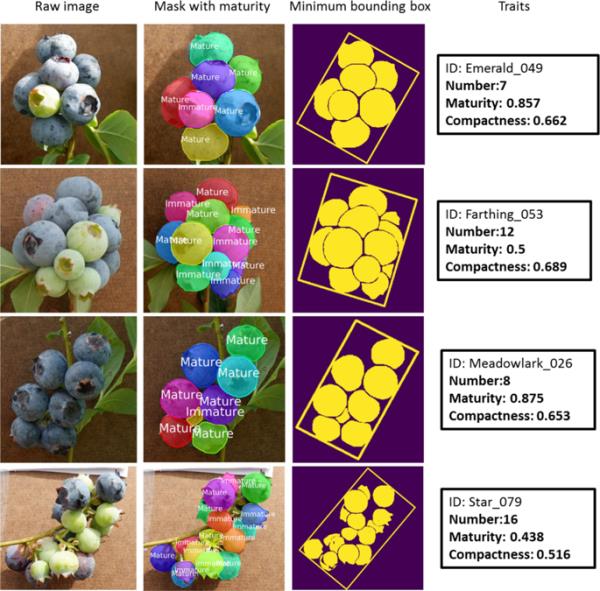 Raw image
Mask with maturity
Minimum bounding box
Traits
Mature
Mature
Mature
Mature
Immature
Mature
Mature
ID: Emerald_049
Number:7
Maturity: 0.857
Compactness: 0.662
Mature
Immature
Immature
Mature
Mature
Mature
Mature
Immature
Immature
Mature
Immature
Immature
ID: Farthing_053
Number:12
Maturity: 0.5
Compactness: 0.689
Mature
Mature
Mature
Mature
Mature
Immature
Mature
Mature
ID: Meadowlark_026
Number:8
Maturity: 0.875
Compactness: 0.653
Immature
Mature
Mature
Mature
Immature
Immature
Immature
Immature
Mature
Immature
Mature
Immature
Mature
ID: Star_079
Number:16
Maturity: 0.438
Compactness: 0.516